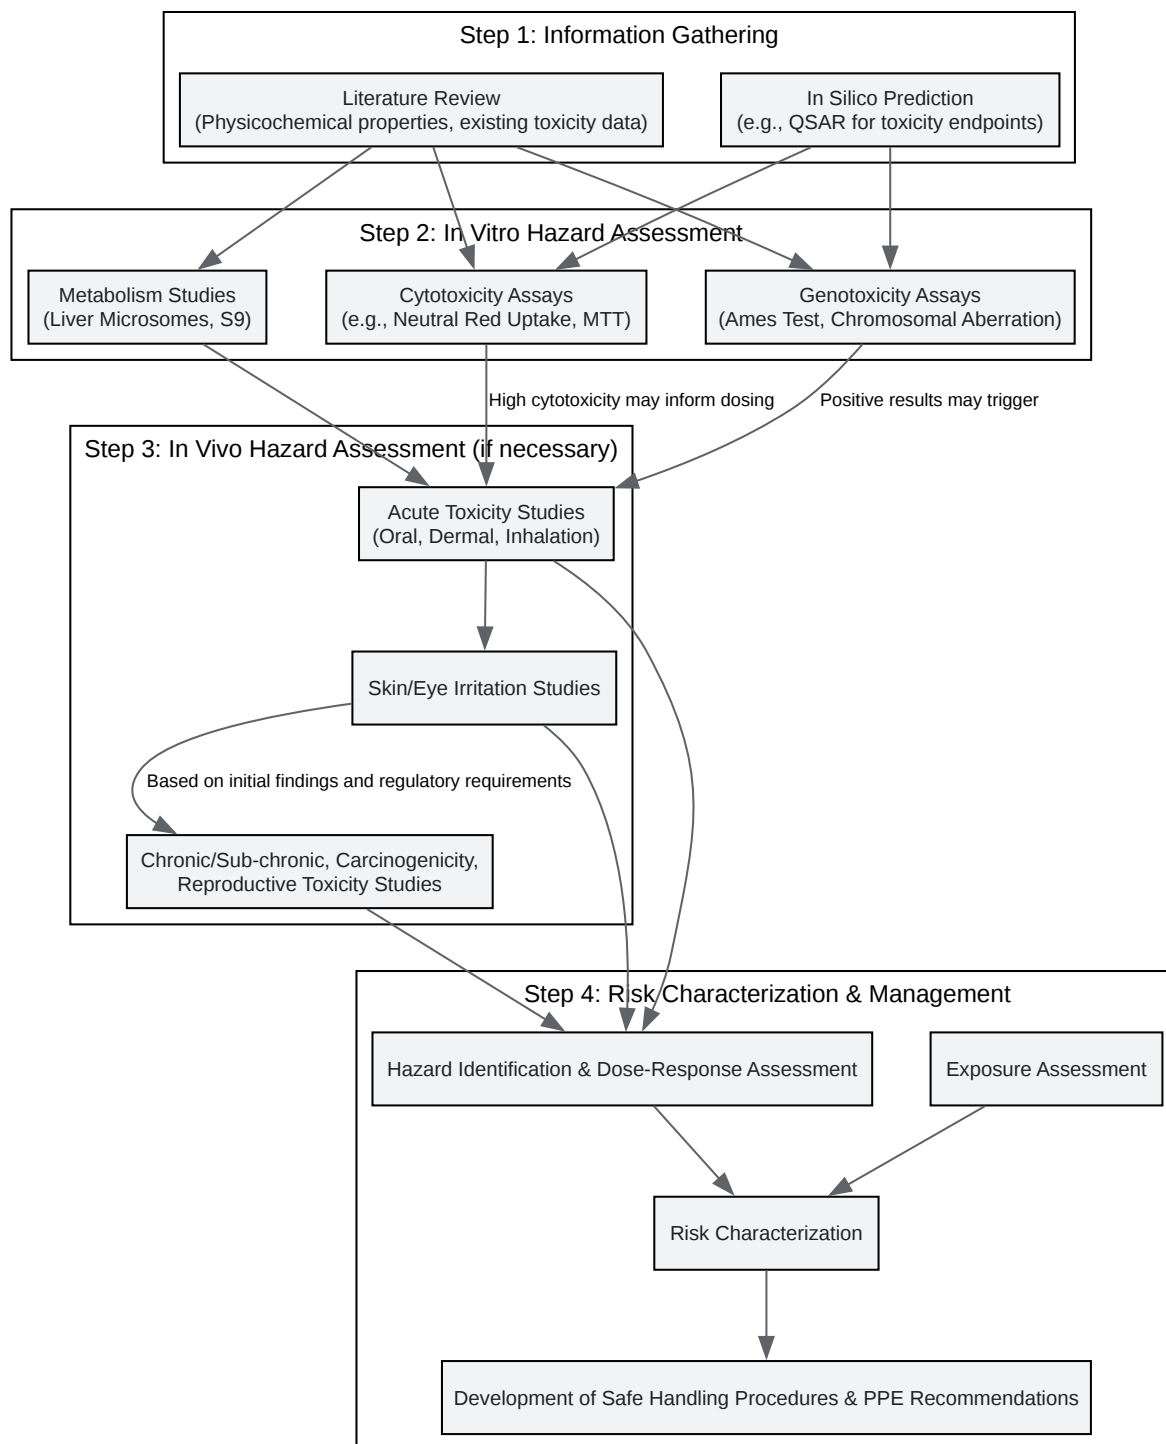 Step 1: Information Gathering
Literature Review
(Physicochemical properties, existing toxicity data)
In Silico Prediction
(e.g., QSAR for toxicity endpoints)
Step 2: In Vitro Hazard Assessment
Metabolism Studies
(Liver Microsomes, S9)
Cytotoxicity Assays
(e.g., Neutral Red Uptake, MTT)
Genotoxicity Assays
(Ames Test, Chromosomal Aberration)
High cytotoxicity may inform dosing
Positive results may trigger
Step 3: In Vivo Hazard Assessment (if necessary)
Acute Toxicity Studies
(Oral, Dermal, Inhalation)
Skin/Eye Irritation Studies
Based on initial findings and regulatory requirements
Chronic/Sub-chronic, Carcinogenicity,
Reproductive Toxicity Studies
Step 4: Risk Characterization & Management
Hazard Identification & Dose-Response Assessment
Exposure Assessment
Risk Characterization
Development of Safe Handling Procedures & PPE Recommendations